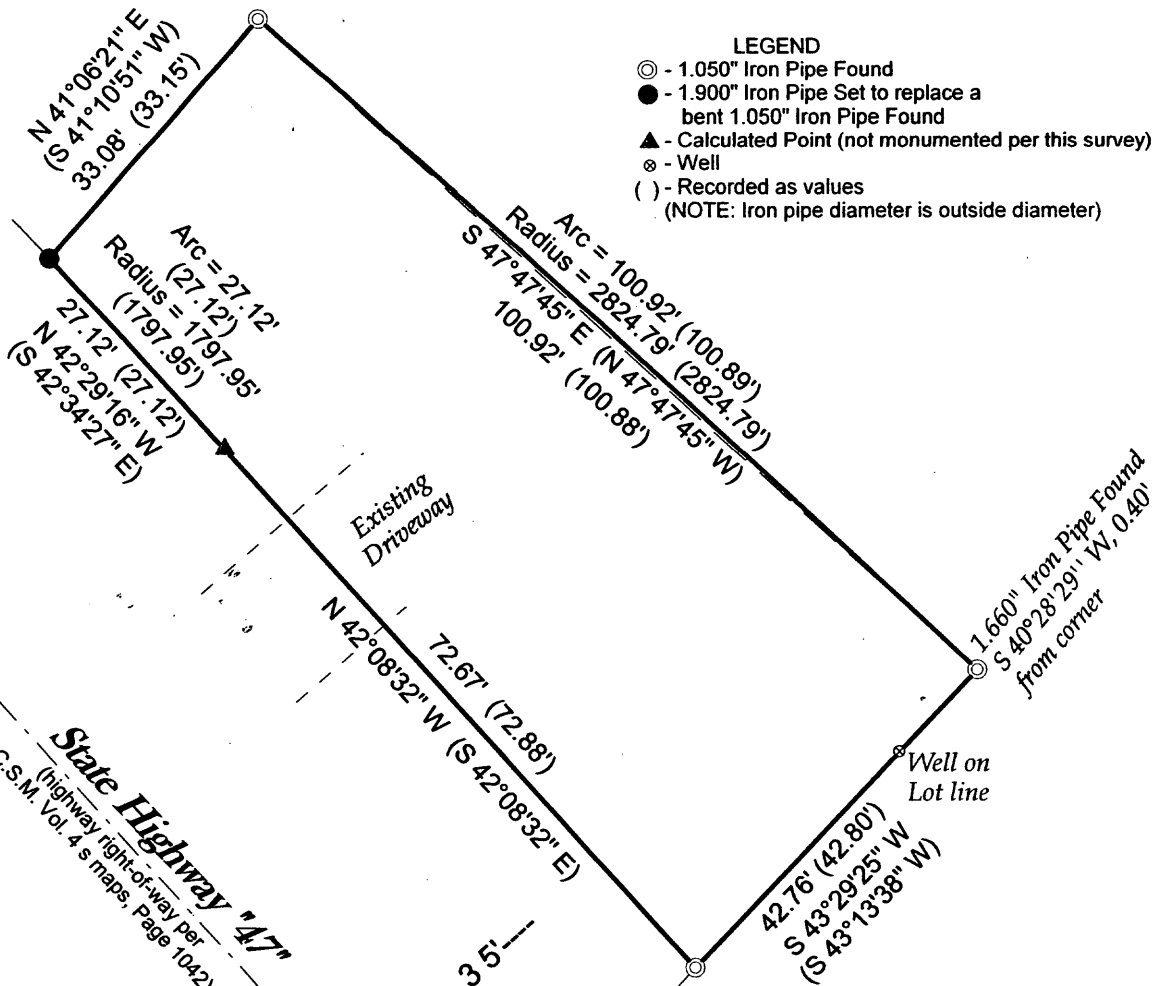 N 41°06'21" E
(S 41°10'51" W)
33.08' (33.15')
LEGEND
◎ - 1.050" Iron Pipe Found
● - 1.900" Iron Pipe Set to replace a
bent 1.050" Iron Pipe Found
▲ - Calculated Point (not monumented per this survey)
⊗ - Well
( ) - Recorded as values
(NOTE: Iron pipe diameter is outside diameter)
Arc = 27.12'
(27.12')
Radius = 1797.95'
(1797.95')
27.12' (27.12')
N 42°29'16" W
(S 42°34'27" E)
Arc = 100.92' (100.89')
Radius = 2824.79' (2824.79')
S 47°47'45" E (N 47°47'45" W)
100.92' (100.88')
Existing
Driveway
1.660" Iron Pipe Found
S 40°28'29" W, 0.40'
from corner
72.67' (72.88')
N 42°08'32" W (S 42°08'32" E)
Well on
Lot line
42.76' (42.80')
S 43°29'25" W
(S 43°13'38" W)
State Highway "47"
(highway right-of-way per
C.S.M. Vol. 4 s maps, Page 1042)
3 5'